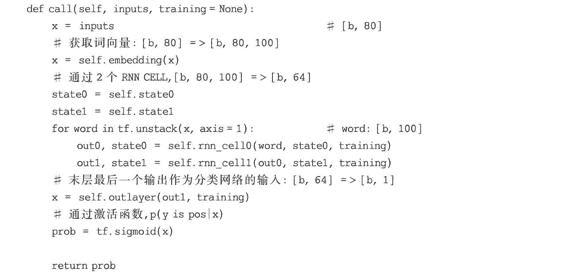 def call(self, inputs, training = None):
x = inputs # [b, 80]
# 获取词向量: [b, 80] => [b, 80, 100]
x = self.embedding(x)
# 通过 2 个 RNN CELL,[b, 80, 100] => [b, 64]
state0 = self.state0
state1 = self.state1
for word in tf.unstack(x, axis = 1): # word: [b, 100]
out0, state0 = self.rnn_cell0(word, state0, training)
out1, state1 = self.rnn_cell1(out0, state1, training)
# 末层最后一个输出作为分类网络的输入: [b, 64] => [b, 1]
x = self.outlayer(out1, training)
# 通过激活函数,p(y is pos|x)
prob = tf.sigmoid(x)
return prob